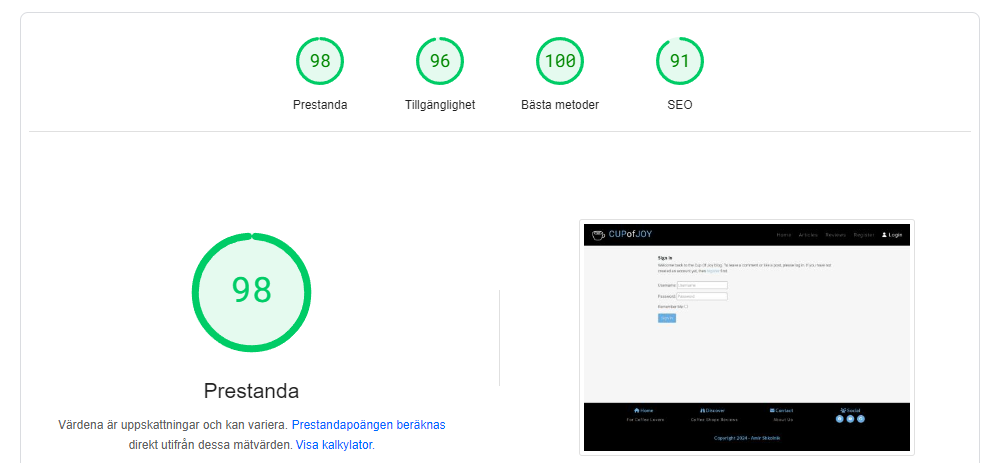 98
96
100
91
Prestanda
Tillgänglighet
Bästa metoder
SEO
98
Prestanda
Värdena är uppskattningar och kan variera. Prestandapoängen beräknas
direkt utifrån dessa mätvärden. Visa kalkylator.
CUPofJOY
Home Articles Reviews Register Login
Sign In
Welcome back to the Cup Of Joy Blog. To leave a comment or like a post, please log in. If you have not
created an account yet, then register first.
Username: Username
Password: Password
Remember Me:
Sign In
Home
For Coffee Lovers
Discover
Coffee Shops Reviews
Contact
About Us
Social
Copyright 2024 - Amir Shkolnik